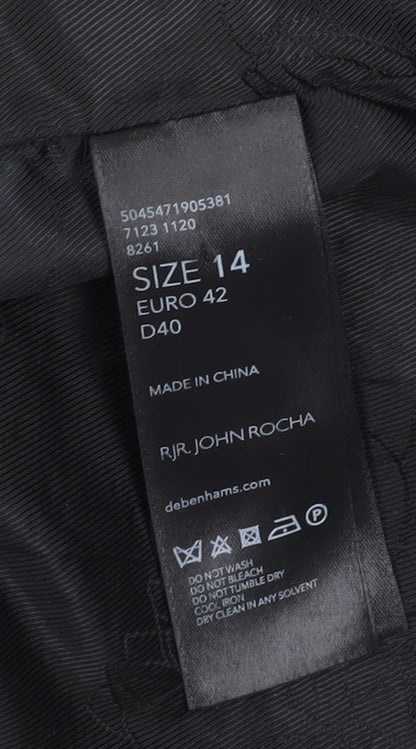 5045471905381
7123 1120
8261
SIZE 14
EURO 42
D40
MADE IN CHINA
RJR. JOHN ROCHA
debenhams.com
P
DO NOT WASH
DO NOT BLEACH
DO NOT TUMBLE DRY
COOL IRON
DRY CLEAN IN ANY SOLVENT